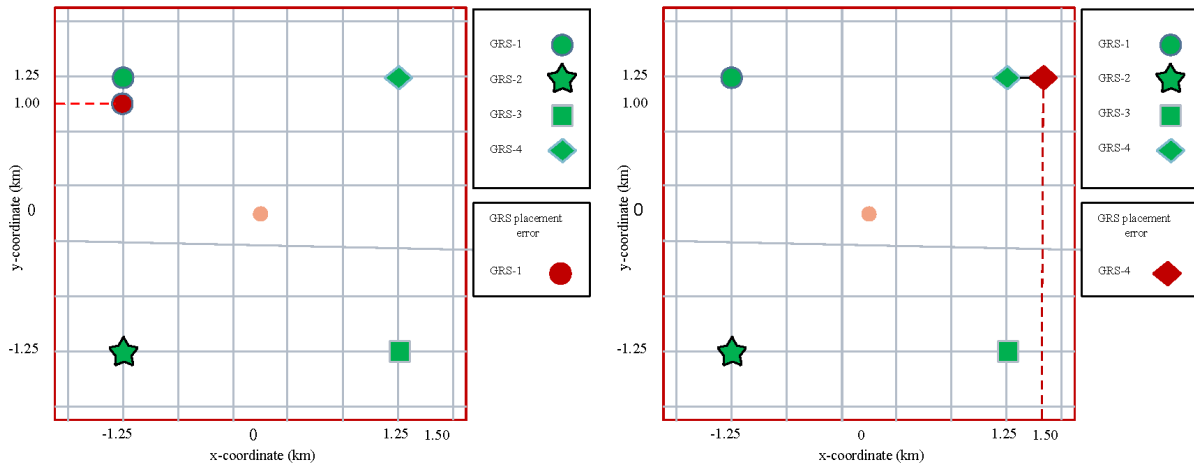 GRS-1
GRS-2
GRS-3
GRS-4
GRS placement
error
GRS-1
1.25
1.00
0
-1.25
y-coordinate (km)
-1.25
0
1.25
1.50
x-coordinate (km)
GRS-1
GRS-2
GRS-3
GRS-4
GRS placement
error
GRS-4
1.25
1.00
0
-1.25
y-coordinate (km)
-1.25
0
1.25
1.50
x-coordinate (km)